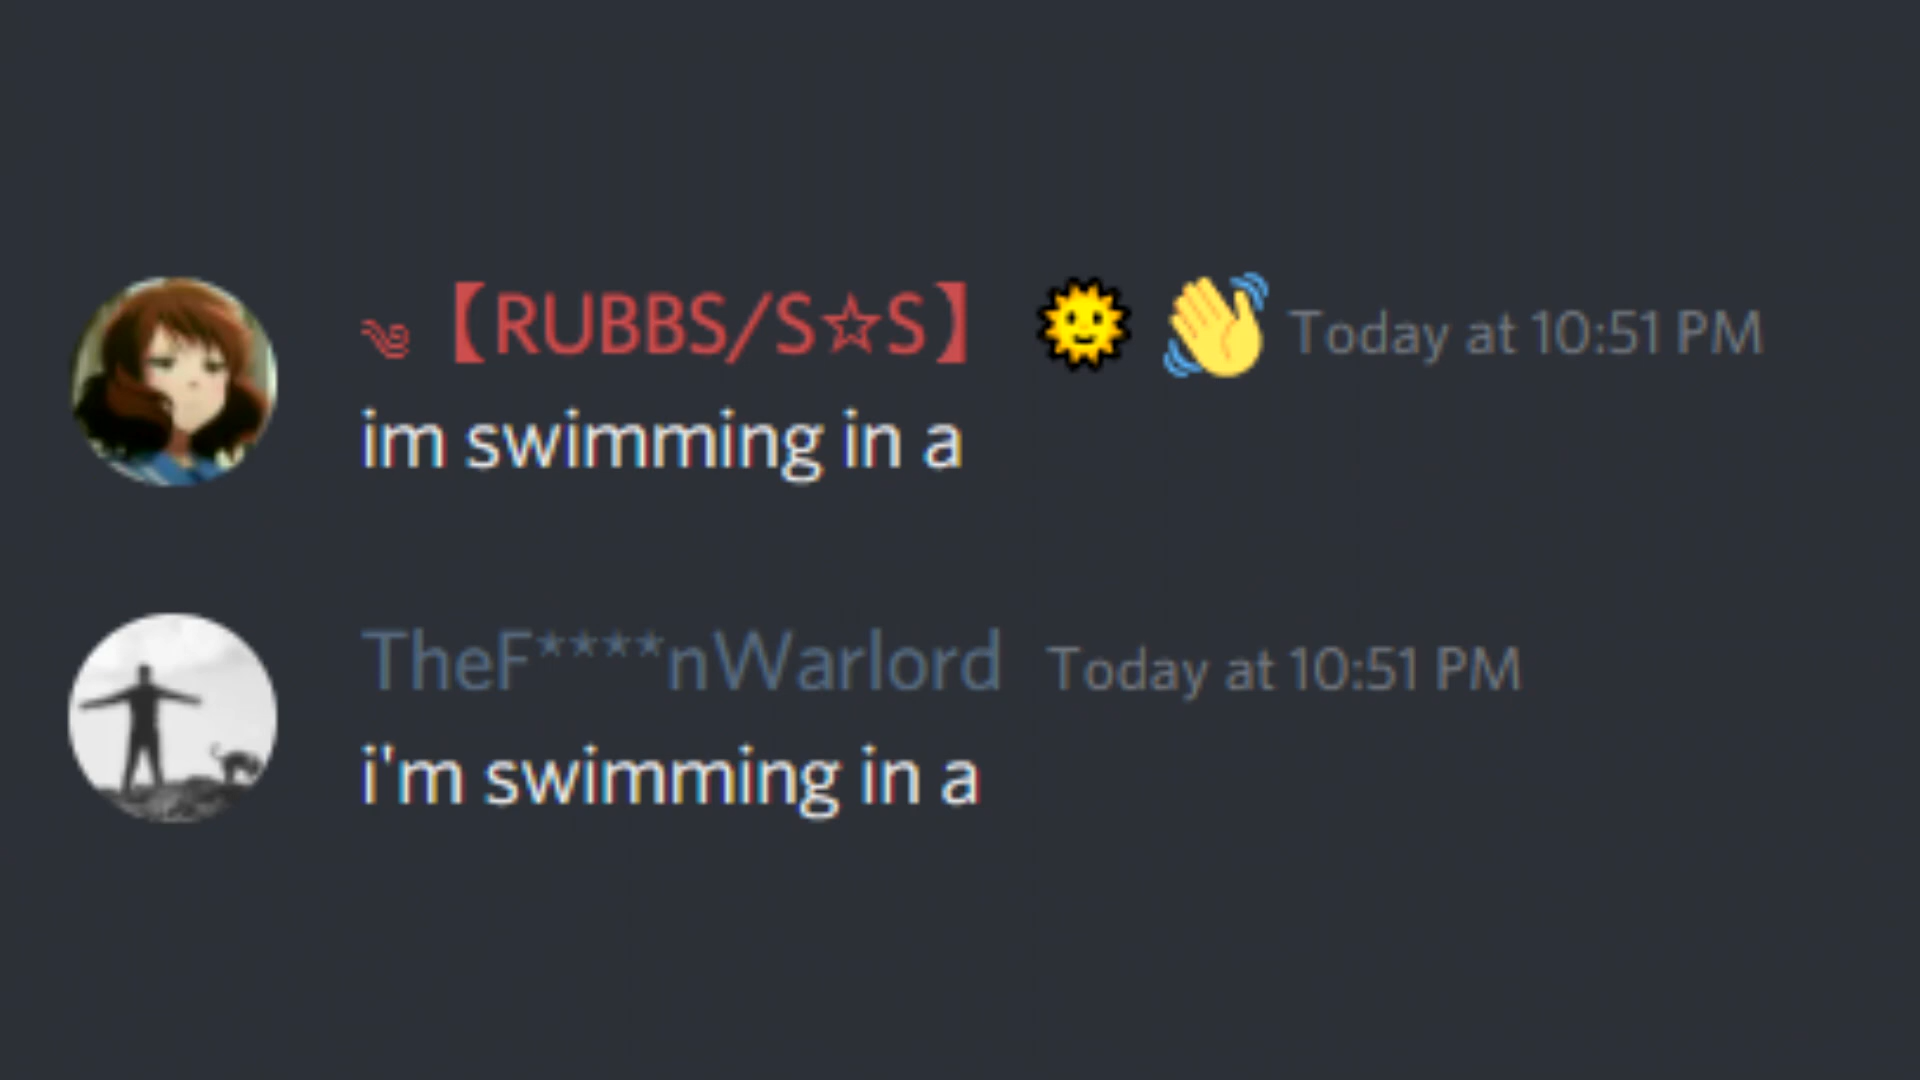 ༄ 【RUBBS/S☆S】 🌞 👋 Today at 10:51 PM
im swimming in a
TheF****nWarlord Today at 10:51 PM
i'm swimming in a